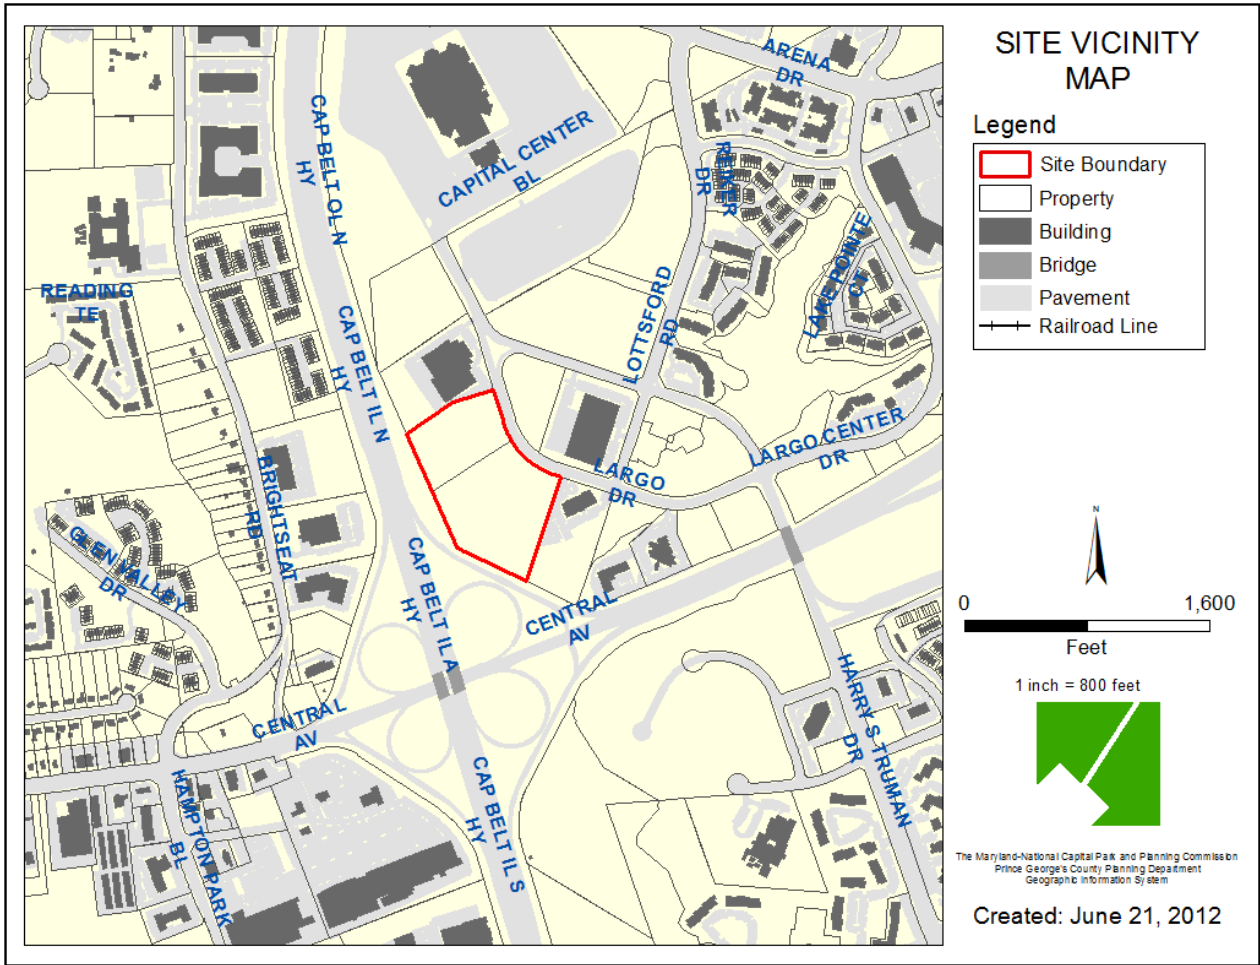 SITE VICINITY
MAP
Legend
Site Boundary
Property
Building
Bridge
Pavement
Railroad Line
N
0 1,600
Feet
1 inch = 800 feet
The Maryland-National Capital Park and Planning Commission
Prince George's County Planning Department
Geographic Information System
Created: June 21, 2012
ARENA
DR
CAP BELT OL N
HY
CAPITAL CENTER
BL
REINER
DR
LAKE POINTE
CT
READING
TE
LOTTSFORD
RD
CAP BELT IL N
HY
LARGO CENTER
DR
LARGO
DR
BRIGHTSEAT
RD
GLEN VALLEY
DR
CAP BELT IL A
HY
CENTRAL
AV
HARRY S TRUMAN
DR
CENTRAL
AV
HAMPTON PARK
BL
CAP BELT IL S
HY